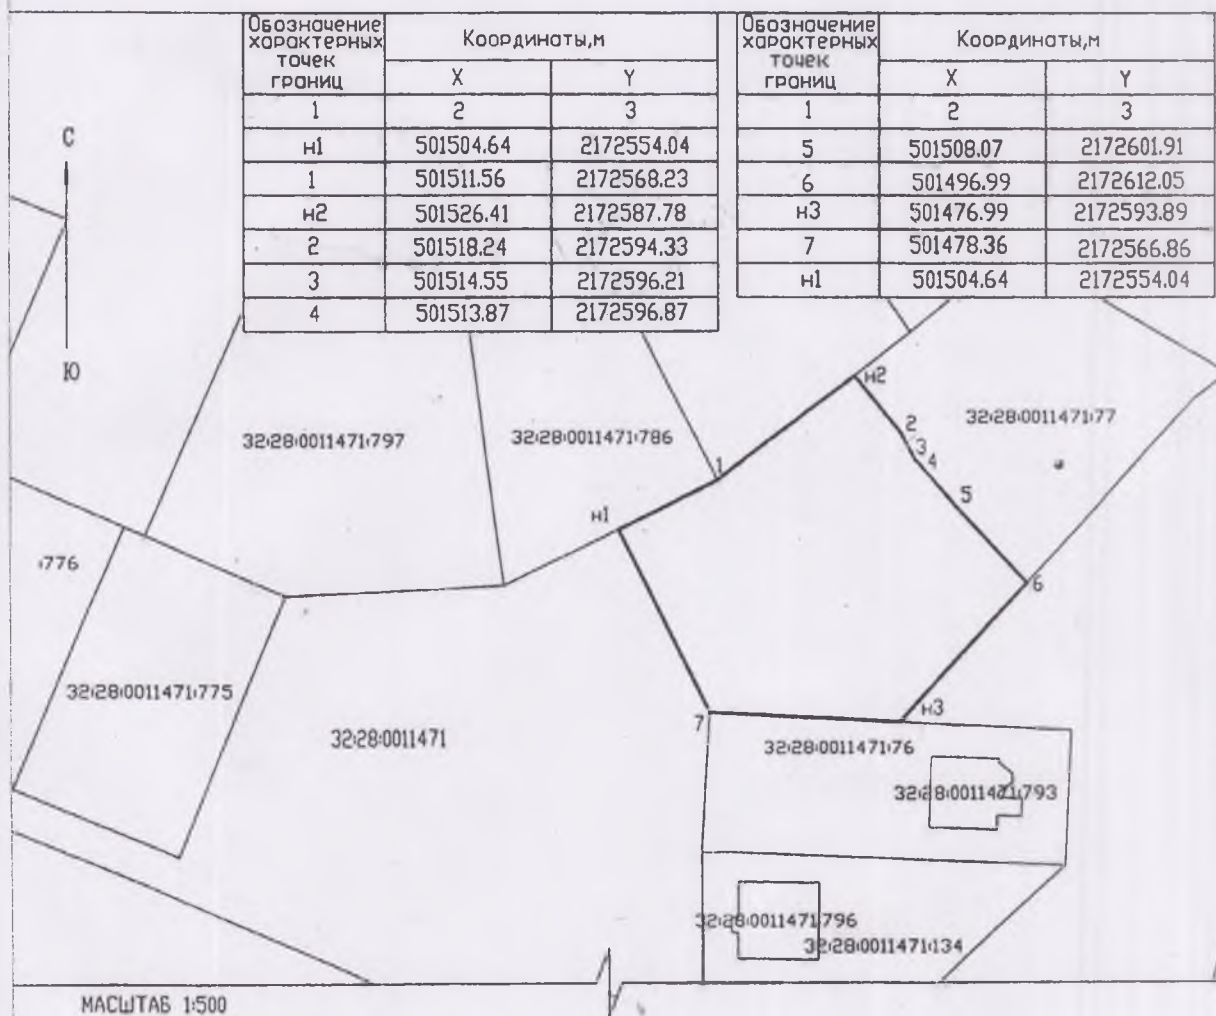 Обозначение характерных точек границ | Координаты,м
X | Y
1 | 2 | 3
н1 | 501504.64 | 2172554.04
1 | 501511.56 | 2172568.23
н2 | 501526.41 | 2172587.78
2 | 501518.24 | 2172594.33
3 | 501514.55 | 2172596.21
4 | 501513.87 | 2172596.87
Обозначение характерных точек границ | Координаты,м
X | Y
1 | 2 | 3
5 | 501508.07 | 2172601.91
6 | 501496.99 | 2172612.05
н3 | 501476.99 | 2172593.89
7 | 501478.36 | 2172566.86
н1 | 501504.64 | 2172554.04
С
Ю
н2
32:28:0011471:797
32:28:0011471:786
32:28:0011471:77
2
3
4
1
5
н1
:776
6
32:28:0011471:775
32:28:0011471
7
н3
32:28:0011471:76
32:28:0011471:793
32:28:0011471:796
32:28:0011471:134
МАСШТАБ 1:500